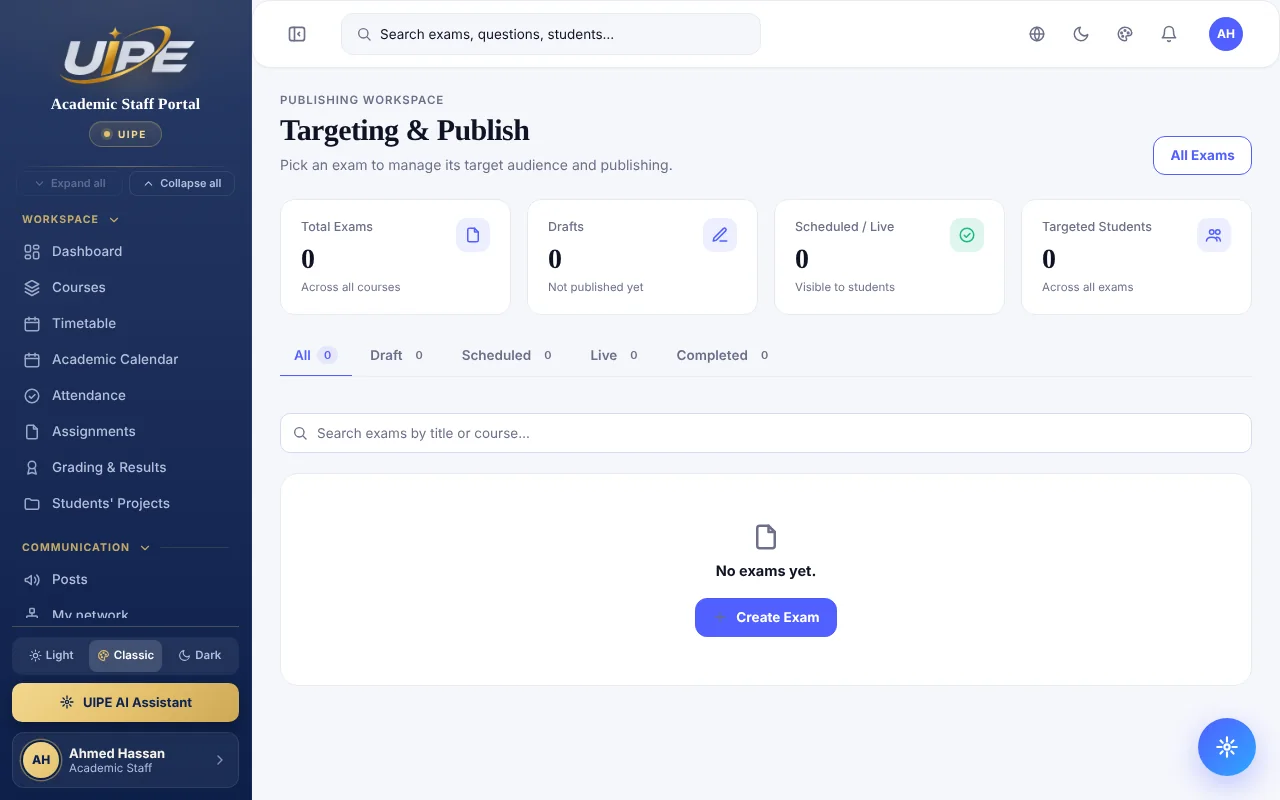 UIPE
Academic Staff Portal
UIPE
Expand all
Collapse all
WORKSPACE
Dashboard
Courses
Timetable
Academic Calendar
Attendance
Assignments
Grading & Results
Students' Projects
COMMUNICATION
Posts
My network
Light
Classic
Dark
UIPE AI Assistant
AH
Ahmed Hassan
Academic Staff
Search exams, questions, students...
AH
PUBLISHING WORKSPACE
Targeting & Publish
Pick an exam to manage its target audience and publishing.
All Exams
Total Exams
0
Across all courses
Drafts
0
Not published yet
Scheduled / Live
0
Visible to students
Targeted Students
0
Across all exams
All 0
Draft 0
Scheduled 0
Live 0
Completed 0
Search exams by title or course...
No exams yet.
Create Exam